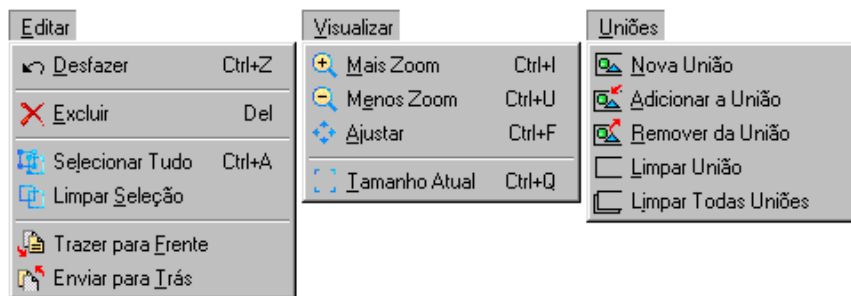 Editar
Desfazer Ctrl+Z
Excluir Del
Selecionar Tudo Ctrl+A
Limpar Seleção
Trazer para Frente
Enviar para Trás
Visualizar
Mais Zoom Ctrl+I
Menos Zoom Ctrl+U
Ajustar Ctrl+F
Tamanho Atual Ctrl+Q
Uniões
Nova União
Adicionar a União
Remover da União
Limpar União
Limpar Todas Uniões